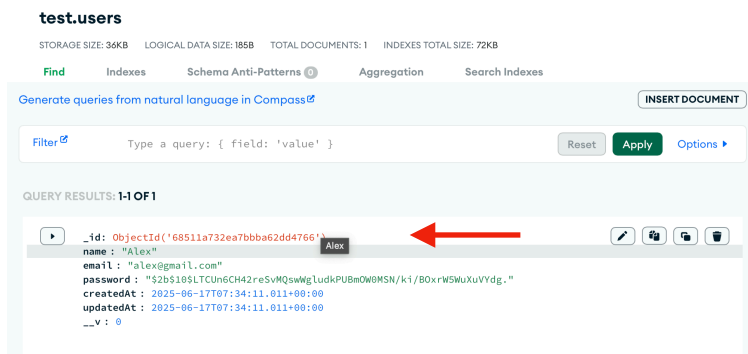 test.users
STORAGE SIZE: 36KB LOGICAL DATA SIZE: 185B TOTAL DOCUMENTS: 1 INDEXES TOTAL SIZE: 72KB
Find Indexes Schema Anti-Patterns 0 Aggregation Search Indexes
Generate queries from natural language in Compass
INSERT DOCUMENT
Filter Type a query: { field: 'value' } Reset Apply Options
QUERY RESULTS: 1-1 OF 1
_id: ObjectId('68511a732ea7bbba62dd4766')
Alex
name : "Alex"
email : "alex@gmail.com"
password : "$2b$10$LTCUn6CH42reSvMQswWgludkPUBmOW0MSN/ki/BOxrW5WuXuVYdg."
createdAt : 2025-06-17T07:34:11.011+00:00
updatedAt : 2025-06-17T07:34:11.011+00:00
__v : 0